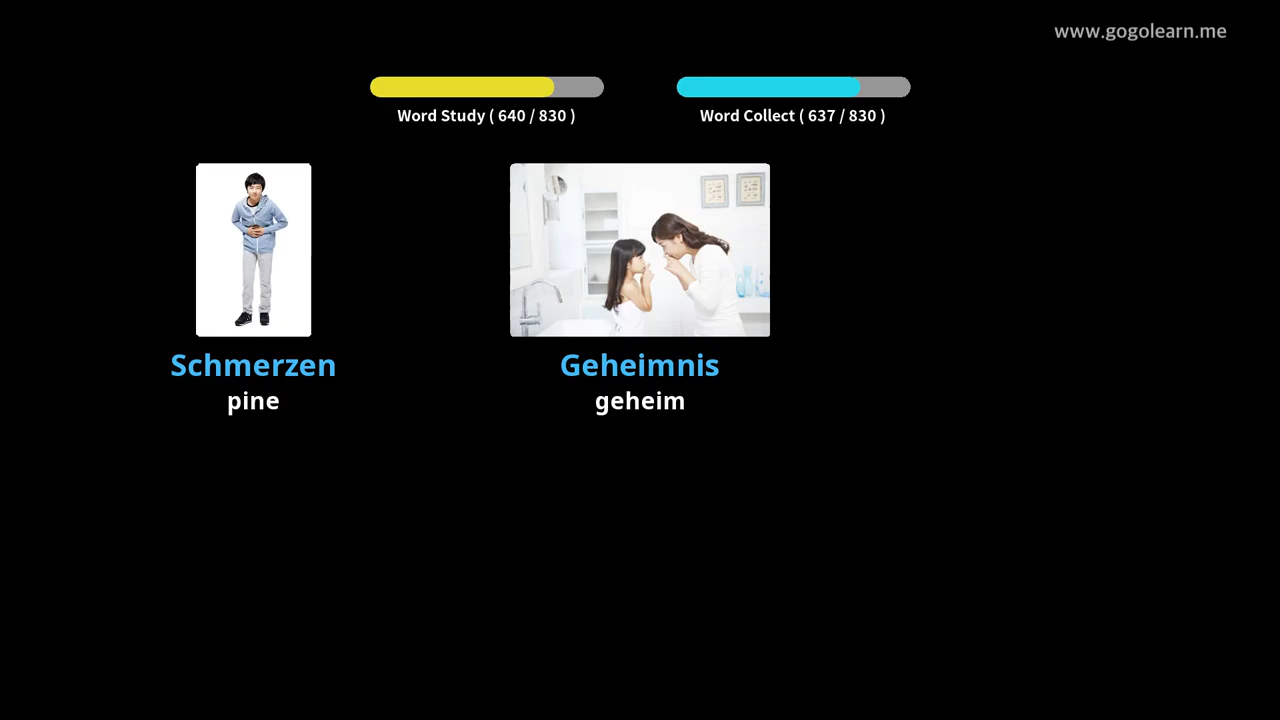 www.gogolearn.me
Word Study ( 640 / 830 )
Word Collect ( 637 / 830 )
Schmerzen
pine
Geheimnis
geheim